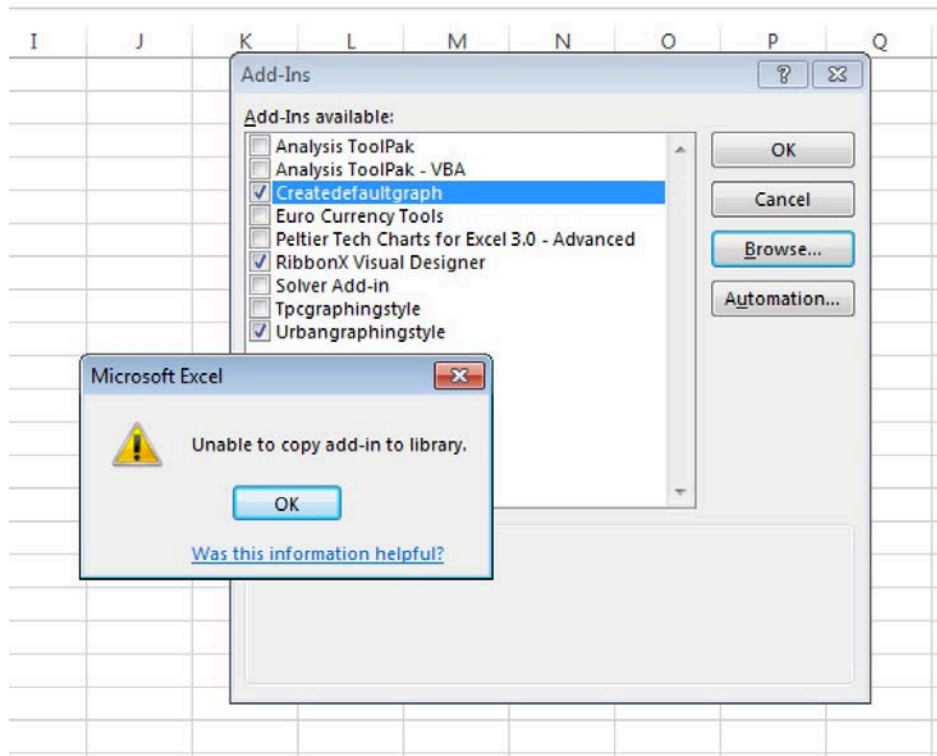 I J K L M N O P Q
Add-Ins
Add-Ins available:
Analysis ToolPak
Analysis ToolPak - VBA
Createdefaultgraph
Euro Currency Tools
Peltier Tech Charts for Excel 3.0 - Advanced
RibbonX Visual Designer
Solver Add-in
Tpcgraphingstyle
Urbangraphingstyle
OK
Cancel
Browse...
Automation...
Microsoft Excel
Unable to copy add-in to library.
OK
Was this information helpful?